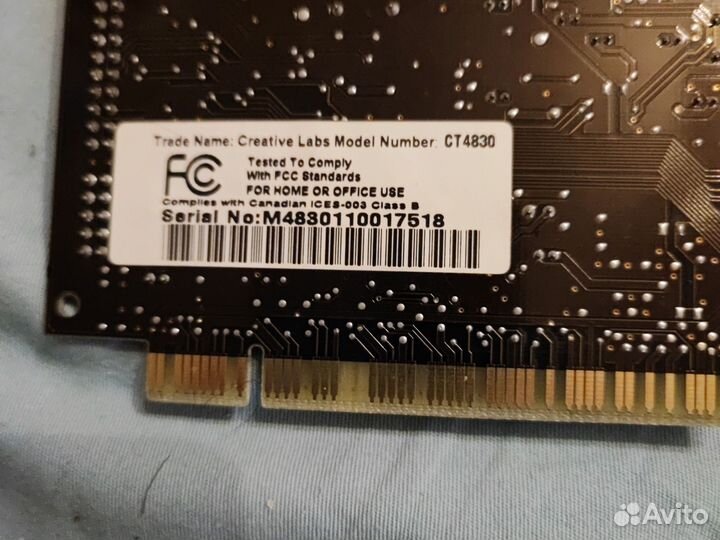 Trade Name: Creative Labs Model Number: CT4830
FC
Tested To Comply
With FCC Standards
FOR HOME OR OFFICE USE
Complies with Canadian ICES-003 Class B
Serial No:M4830110017518
Avito